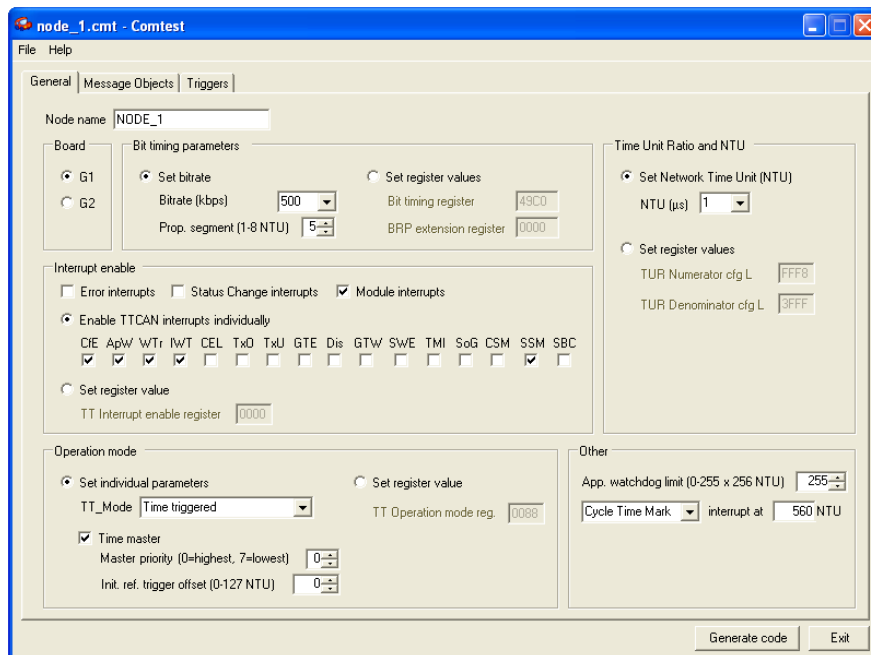 node_1.cmt - Comtest
File Help
General Message Objects Triggers
Node name NODE_1
Board
G1
G2
Bit timing parameters
Set bitrate
Bitrate (kbps) 500
Prop. segment (1-8 NTU) 5
Set register values
Bit timing register 49C0
BRP extension register 0000
Time Unit Ratio and NTU
Set Network Time Unit (NTU)
NTU (µs) 1
Set register values
TUR Numerator cfg L FFF8
TUR Denominator cfg L 3FFF
Interrupt enable
Error interrupts Status Change interrupts Module interrupts
Enable TTCAN interrupts individually
CfE ApW WTr IWT CEL TxO TxU GTE Dis GTW SWE TMI SoG CSM SSM SBC
Set register value
TT Interrupt enable register 0000
Operation mode
Set individual parameters
TT_Mode Time triggered
Time master
Master priority (0=highest, 7=lowest) 0
Init. ref. trigger offset (0-127 NTU) 0
Set register value
TT Operation mode reg. 0088
Other
App. watchdog limit (0-255 x 256 NTU) 255
Cycle Time Mark interrupt at 560 NTU
Generate code Exit